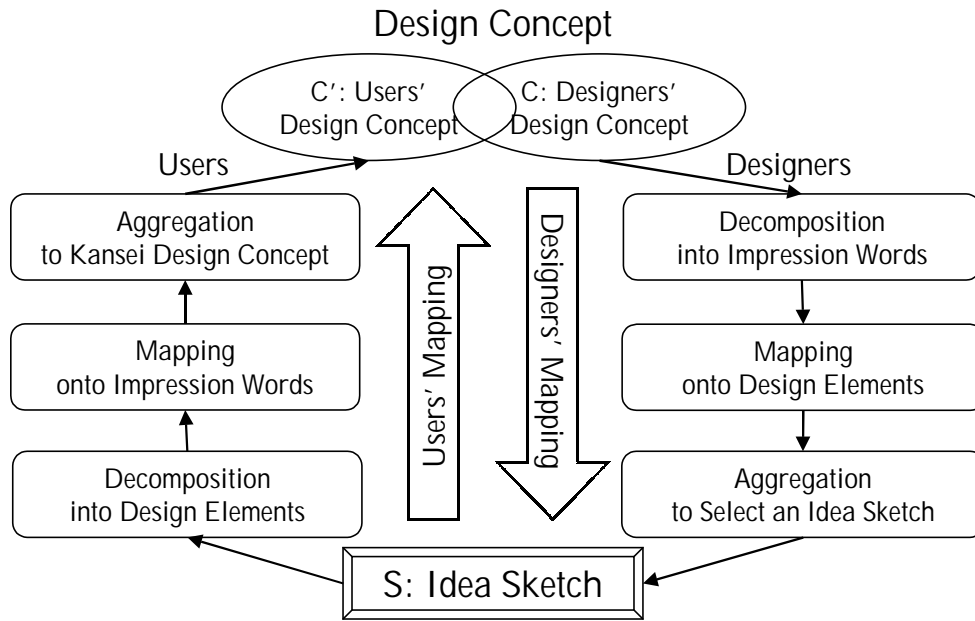 Design Concept
C': Users'
Design Concept
C: Designers'
Design Concept
Users
Designers
Aggregation
to Kansei Design Concept
Mapping
onto Impression Words
Decomposition
into Design Elements
Users' Mapping
Designers' Mapping
Decomposition
into Impression Words
Mapping
onto Design Elements
Aggregation
to Select an Idea Sketch
S: Idea Sketch